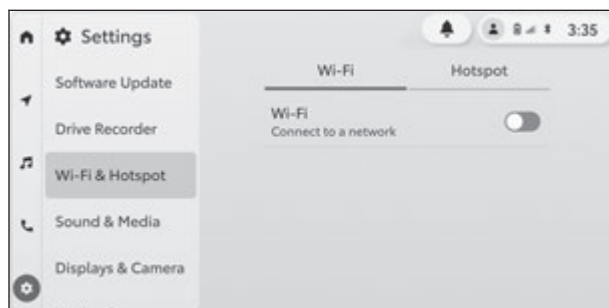 Settings
3:35
Software Update
Drive Recorder
Wi-Fi & Hotspot
Sound & Media
Displays & Camera
Wi-Fi
Hotspot
Wi-Fi
Connect to a network